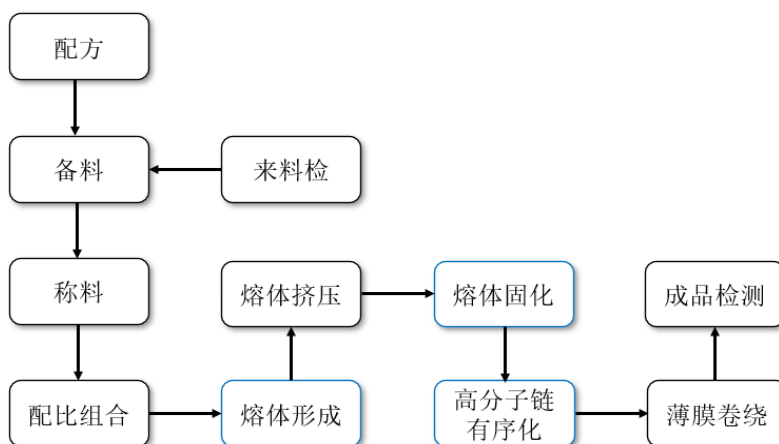 配方
备料
来料检
称料
熔体挤压
熔体固化
成品检测
配比组合
熔体形成
高分子链
有序化
薄膜卷绕